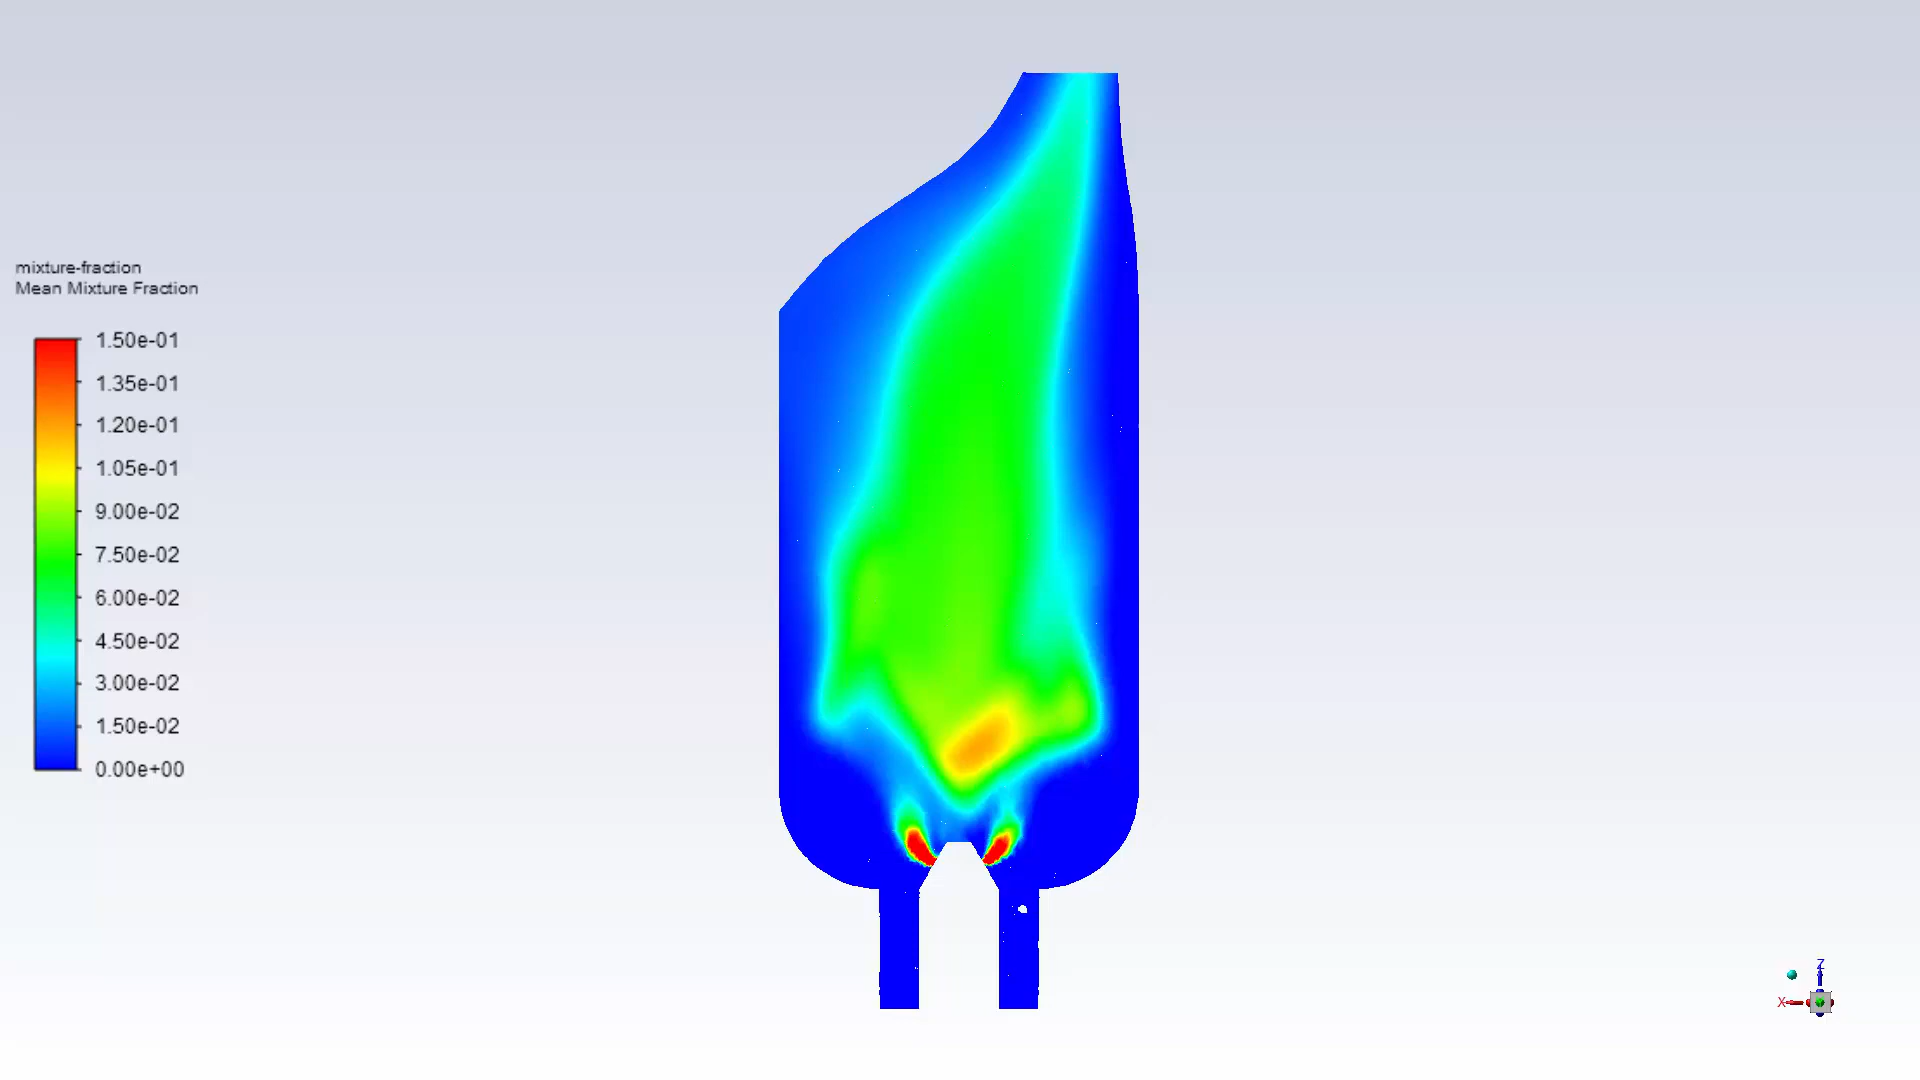 mixture-fraction
Mean Mixture Fraction
1.50e-01
1.35e-01
1.20e-01
1.05e-01
9.00e-02
7.50e-02
6.00e-02
4.50e-02
3.00e-02
1.50e-02
0.00e+00
Z
X